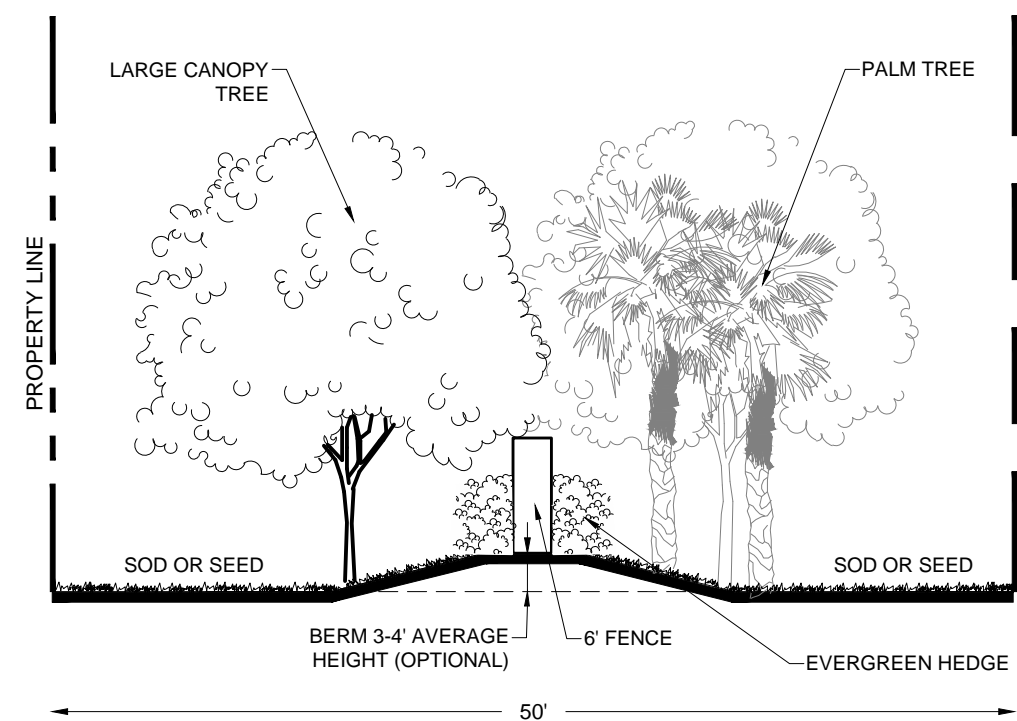 LARGE CANOPY
TREE
PALM TREE
PROPERTY LINE
SOD OR SEED
SOD OR SEED
BERM 3-4' AVERAGE
HEIGHT (OPTIONAL)
6' FENCE
EVERGREEN HEDGE
50'